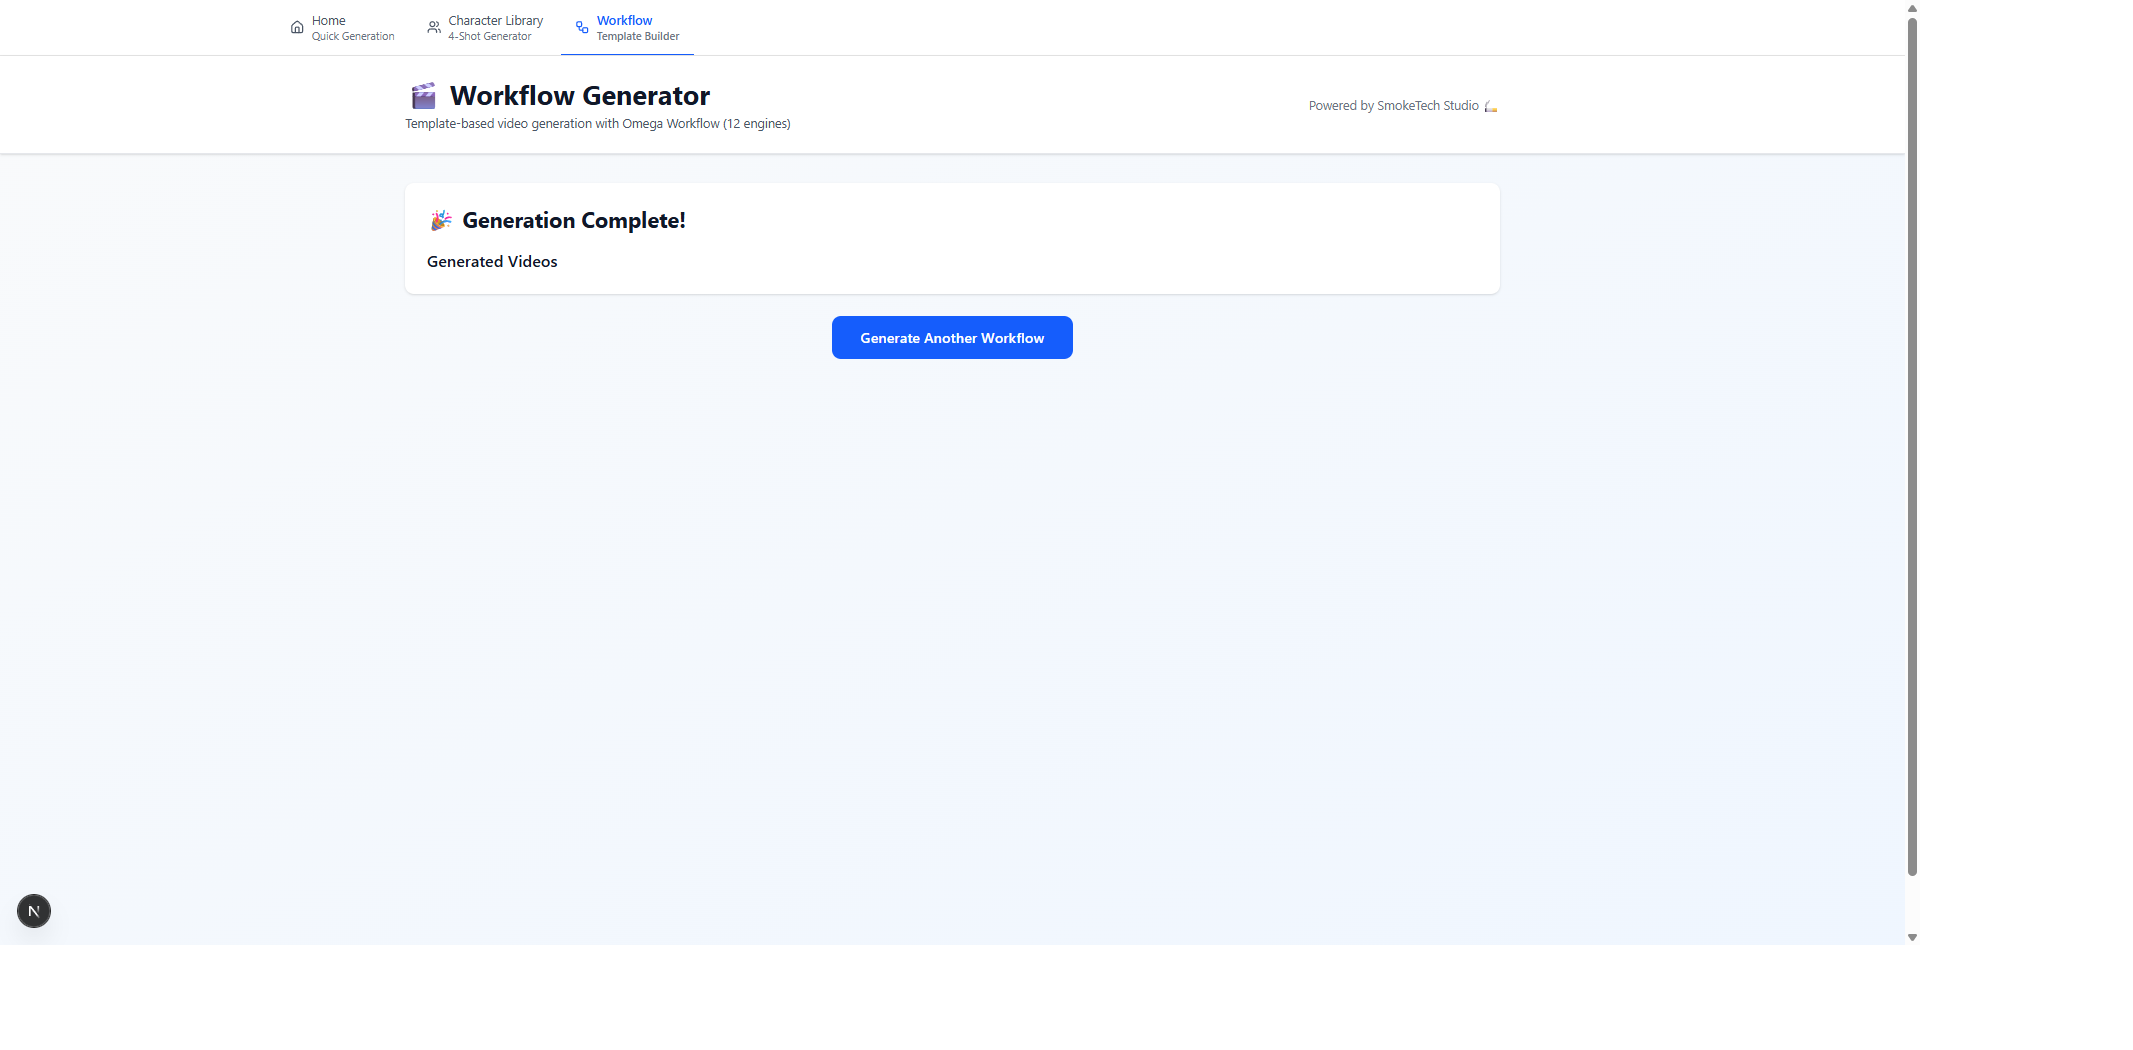 Home
Quick Generation
Character Library
4-Shot Generator
Workflow
Template Builder
🎬 Workflow Generator
Template-based video generation with Omega Workflow (12 engines)
Powered by SmokeTech Studio 🚬
🎉 Generation Complete!
Generated Videos
Generate Another Workflow
N